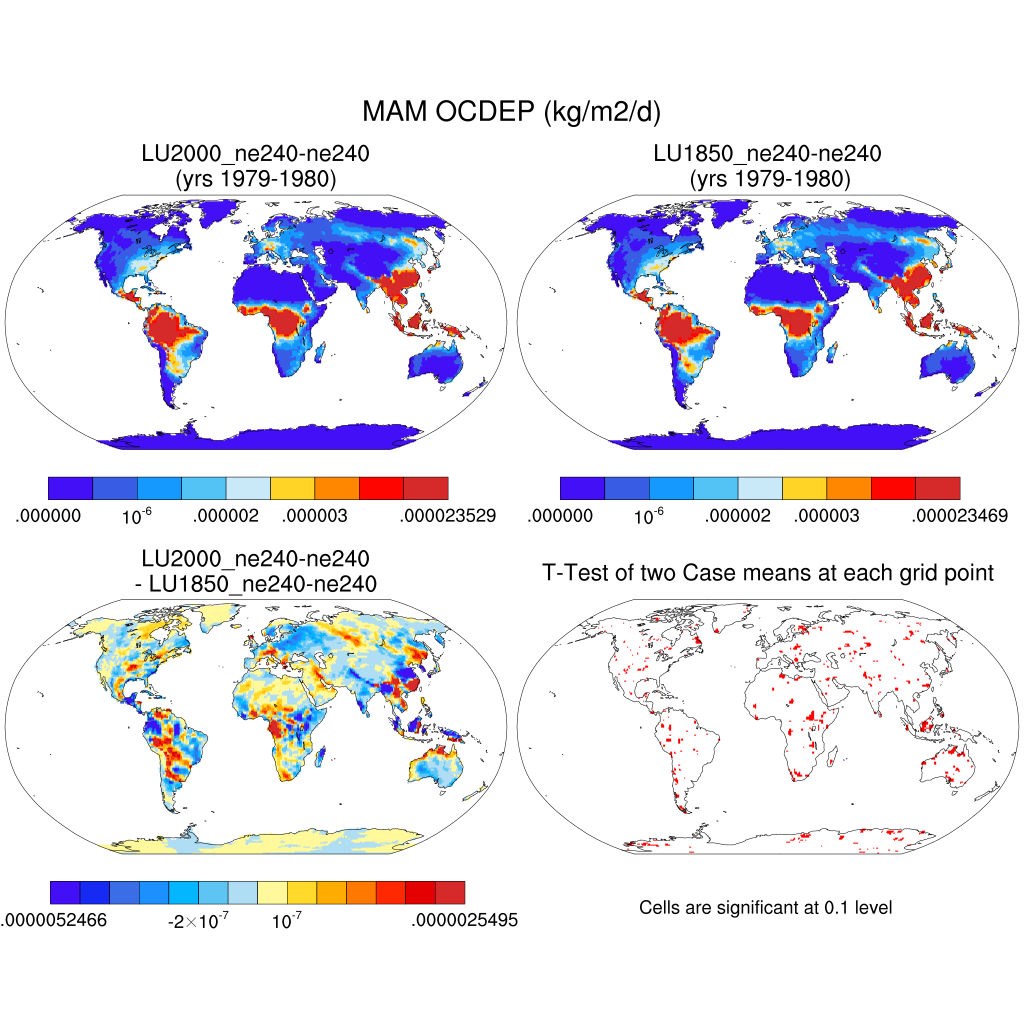 MAM OCDEP (kg/m2/d)
LU2000_ne240-ne240
(yrs 1979-1980)
LU1850_ne240-ne240
(yrs 1979-1980)
.000000 10-6 .000002 .000003 .000023529
.000000 10-6 .000002 .000003 .000023469
LU2000_ne240-ne240
- LU1850_ne240-ne240
T-Test of two Case means at each grid point
.0000052466 -2×10-7 10-7 .0000025495
Cells are significant at 0.1 level